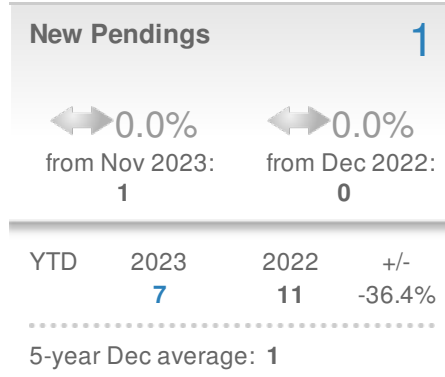 New Pendings 1
0.0% 0.0%
from Nov 2023: from Dec 2022:
1 0
YTD 2023 2022 +/-
7 11 -36.4%
5-year Dec average: 1